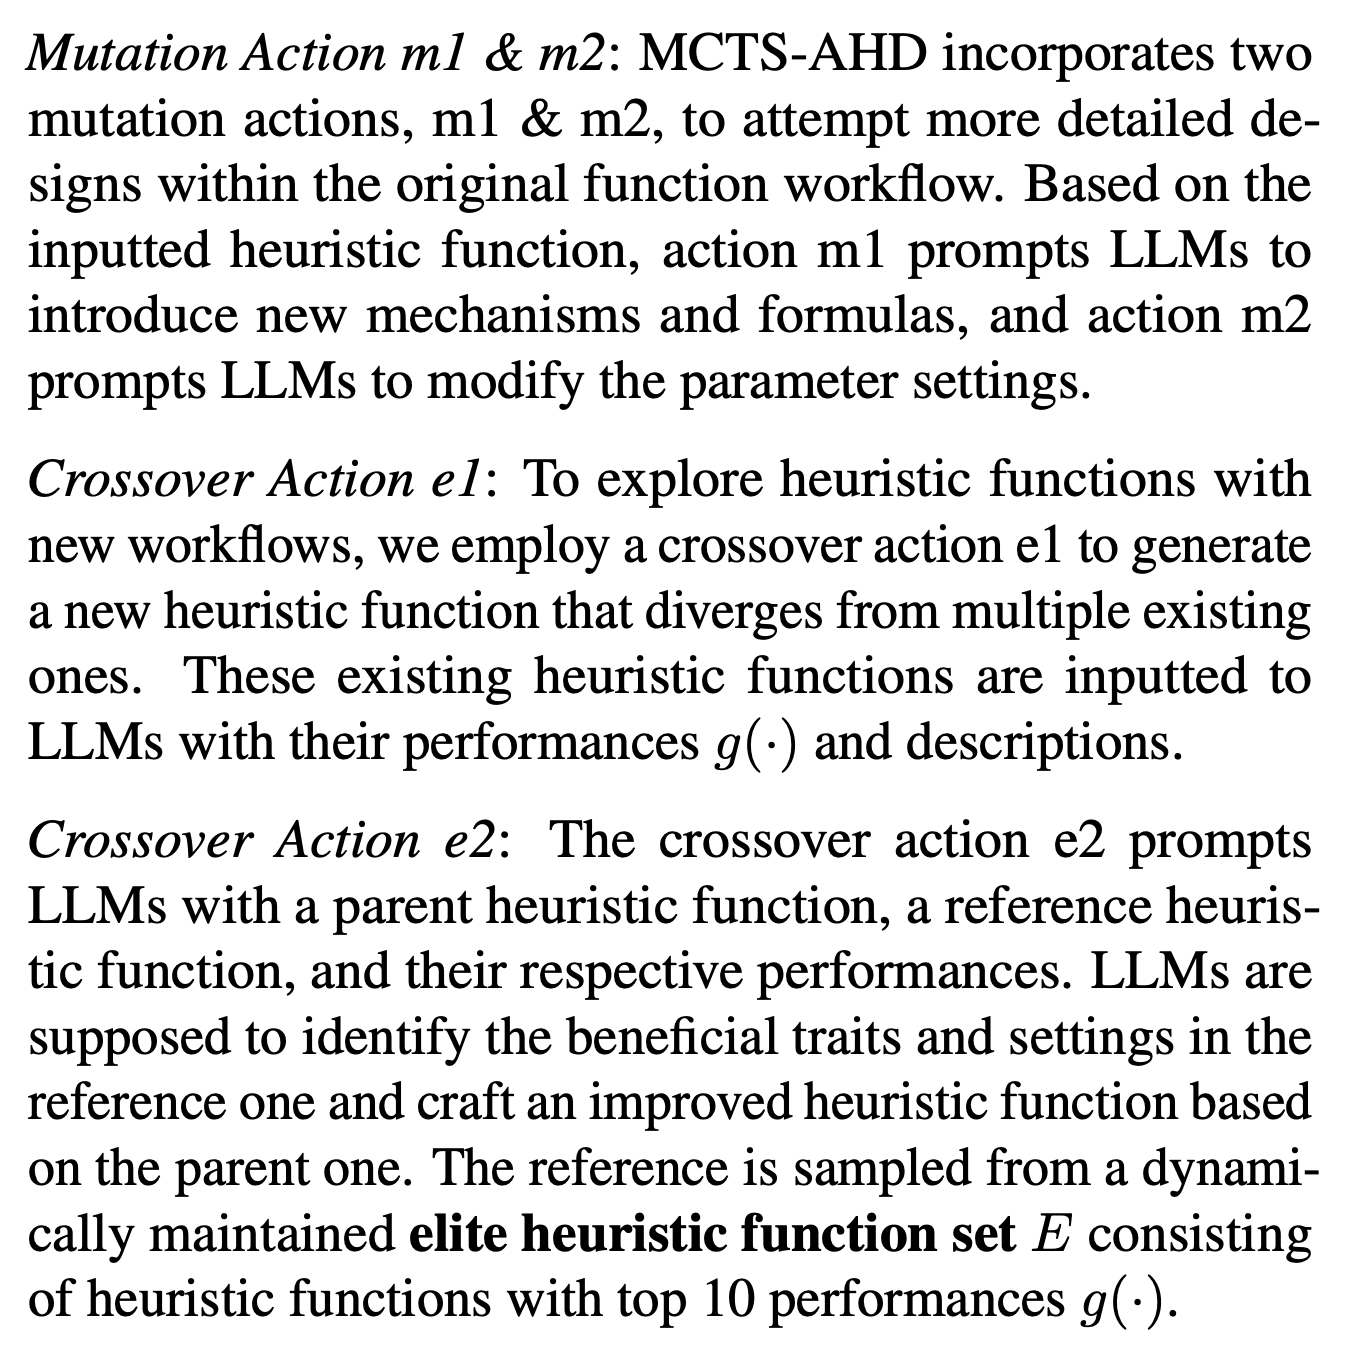 Mutation Action m1 & m2: MCTS-AHD incorporates two
mutation actions, m1 & m2, to attempt more detailed de-
signs within the original function workflow. Based on the
inputted heuristic function, action m1 prompts LLMs to
introduce new mechanisms and formulas, and action m2
prompts LLMs to modify the parameter settings.
Crossover Action e1: To explore heuristic functions with
new workflows, we employ a crossover action e1 to generate
a new heuristic function that diverges from multiple existing
ones. These existing heuristic functions are inputted to
LLMs with their performances g(·) and descriptions.
Crossover Action e2: The crossover action e2 prompts
LLMs with a parent heuristic function, a reference heuris-
tic function, and their respective performances. LLMs are
supposed to identify the beneficial traits and settings in the
reference one and craft an improved heuristic function based
on the parent one. The reference is sampled from a dynami-
cally maintained elite heuristic function set E consisting
of heuristic functions with top 10 performances g(·).